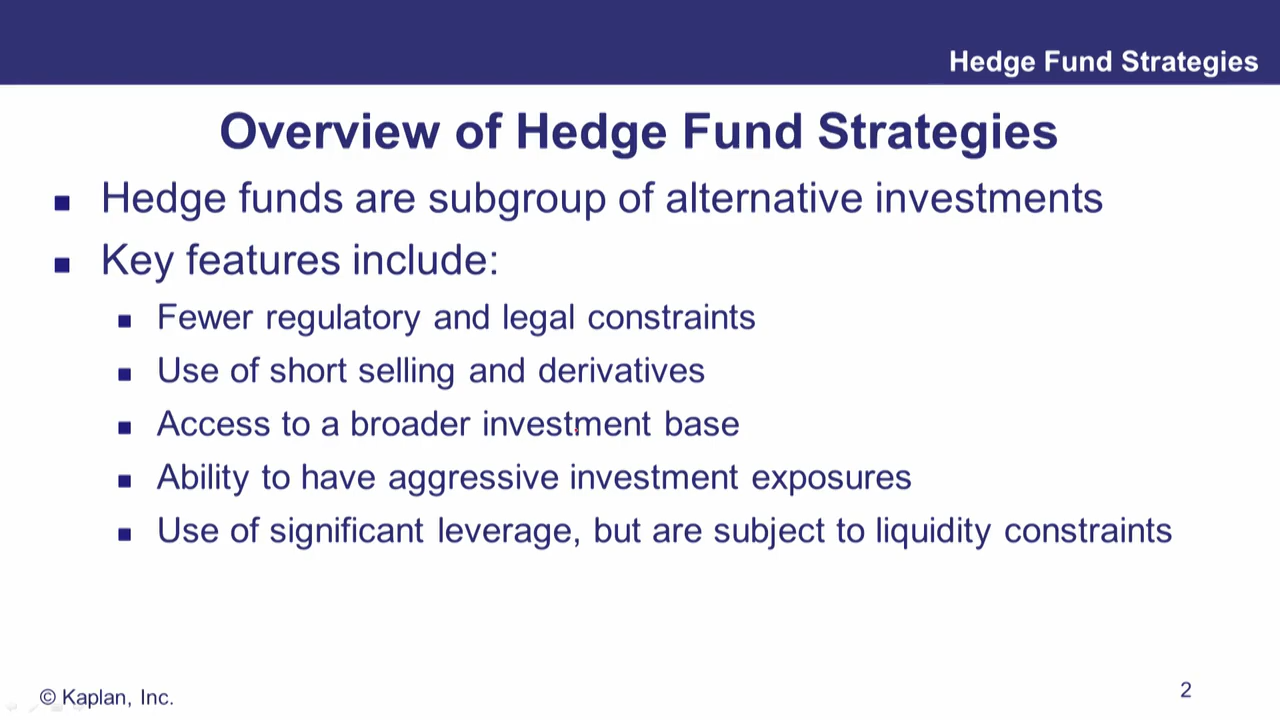 Hedge Fund Strategies
Overview of Hedge Fund Strategies
Hedge funds are subgroup of alternative investments
Key features include:
Fewer regulatory and legal constraints
Use of short selling and derivatives
Access to a broader investment base
Ability to have aggressive investment exposures
Use of significant leverage, but are subject to liquidity constraints
© Kaplan, Inc.
2